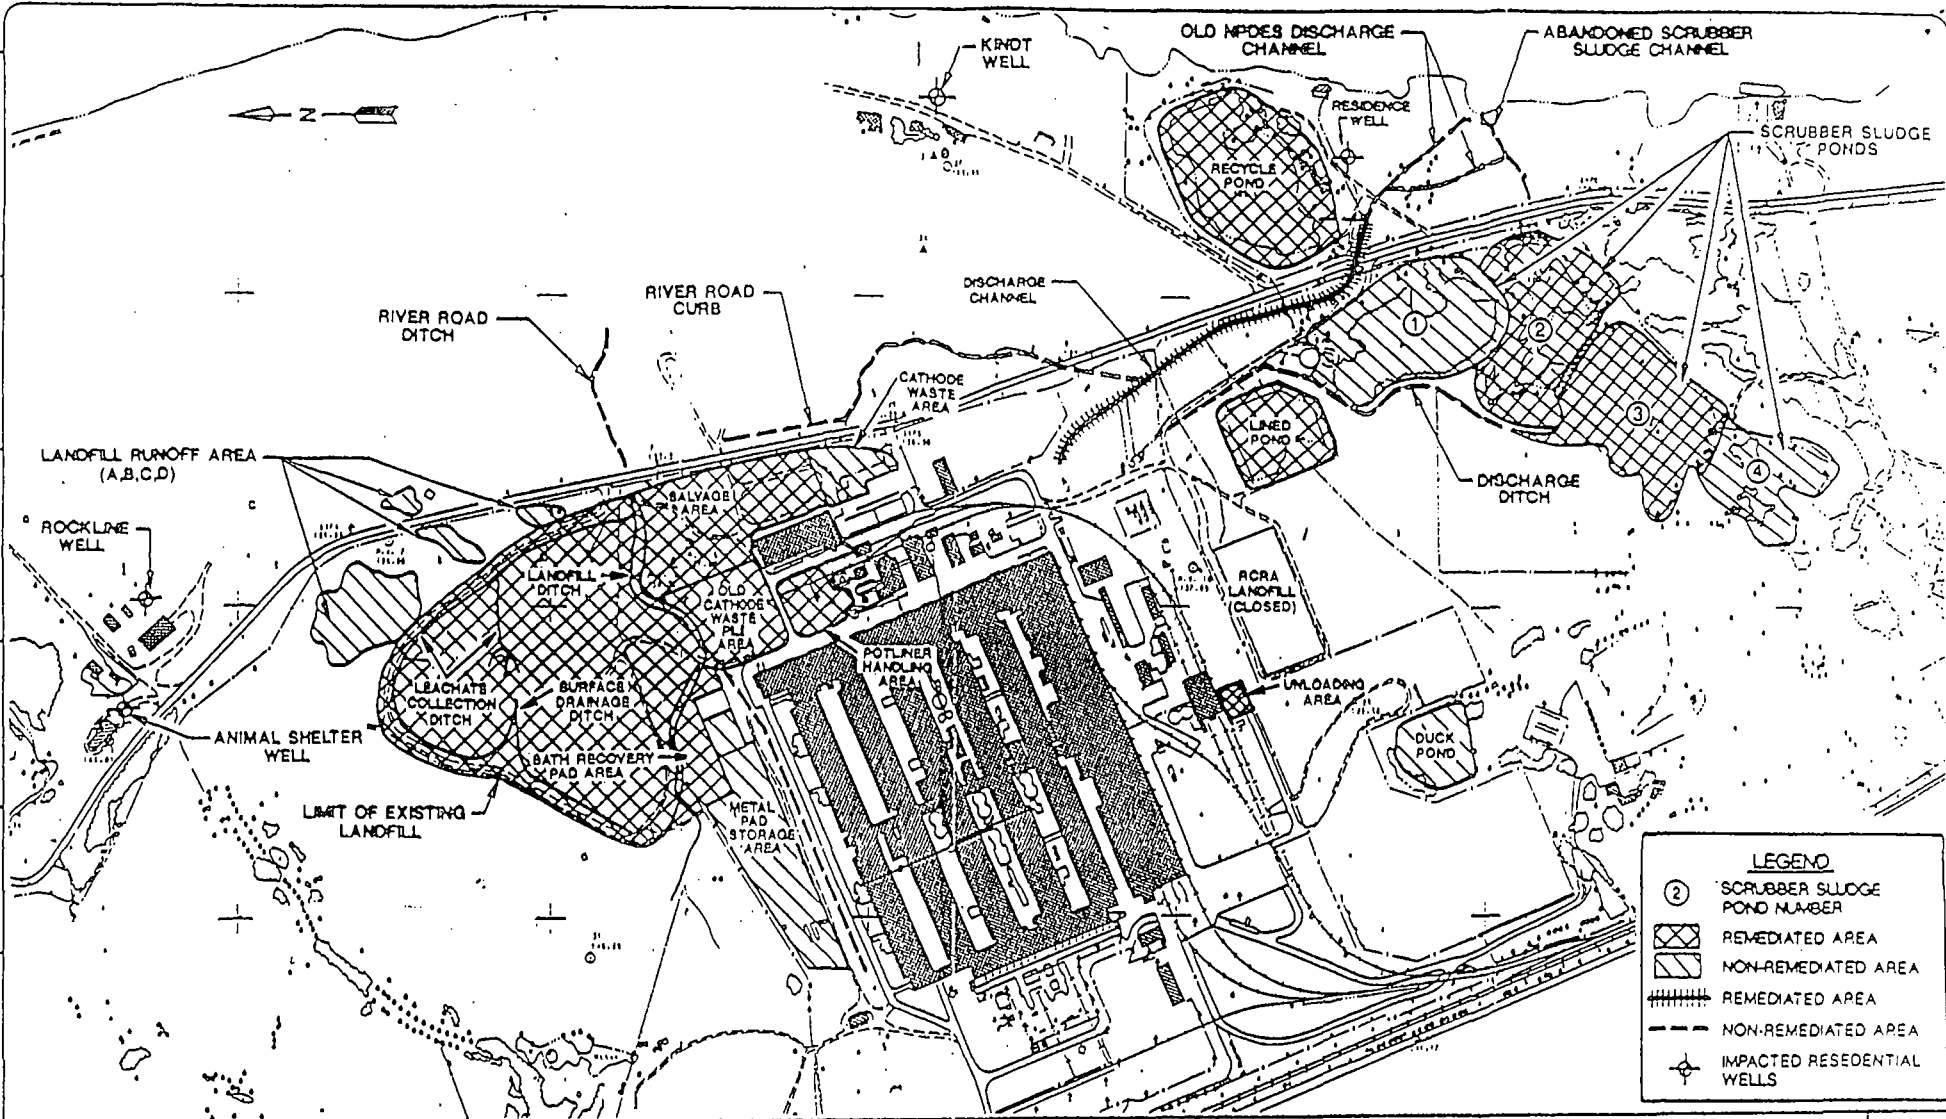 KINDT
WELL
OLD NPDES DISCHARGE
CHANNEL
ABANDONED SCRUBBER
SLUDGE CHANNEL
N
RESIDENCE
WELL
SCRUBBER SLUDGE
PONDS
RECYCLE
POND
RIVER ROAD
CURB
DISCHARGE
CHANNEL
RIVER ROAD
DITCH
1
2
CATHODE
WASTE
AREA
3
LINED
POND
LANDFILL RUNOFF AREA
(A,B,C,D)
4
DISCHARGE
DITCH
SALVAGE
AREA
ROCKLINE
WELL
LANDFILL
DITCH
OLD
CATHODE
WASTE
PILE
AREA
RCRA
LANDFILL
(CLOSED)
POTLINER
HANDLING
AREA
LEACHATE
COLLECTION
DITCH
SURFACE
DRAINAGE
DITCH
UNLOADING
AREA
ANIMAL SHELTER
WELL
DUCK
POND
BATH RECOVERY
PAD AREA
LIMIT OF EXISTING
LANDFILL
METAL
PAD
STORAGE
AREA
LEGEND
2 SCRUBBER SLUDGE
POND NUMBER
REMEDIATED AREA
NON-REMEDIATED AREA
REMEDIATED AREA
NON-REMEDIATED AREA
IMPACTED RESEDENTIAL
WELLS